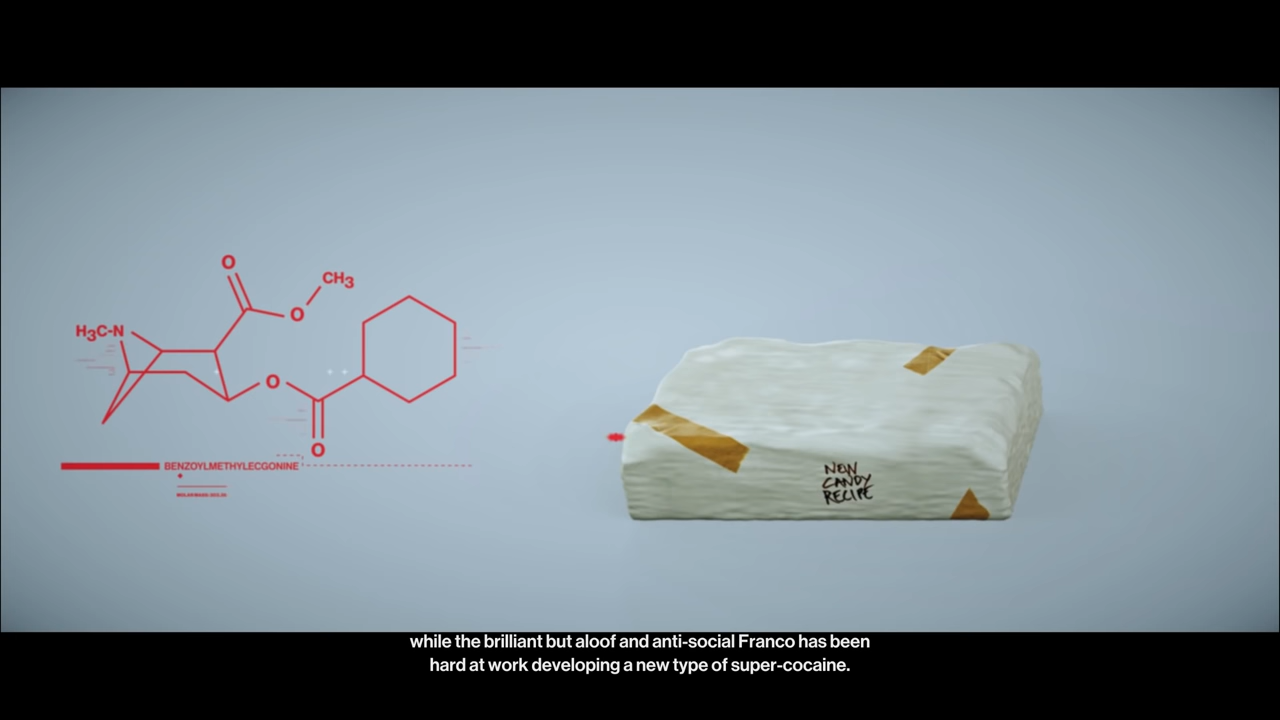 O
CH3
O
H3C-N
O
O
BENZOYLMETHYLECGONINE
NEW
CANDY
RECIPE
while the brilliant but aloof and anti-social Franco has been
hard at work developing a new type of super-cocaine.